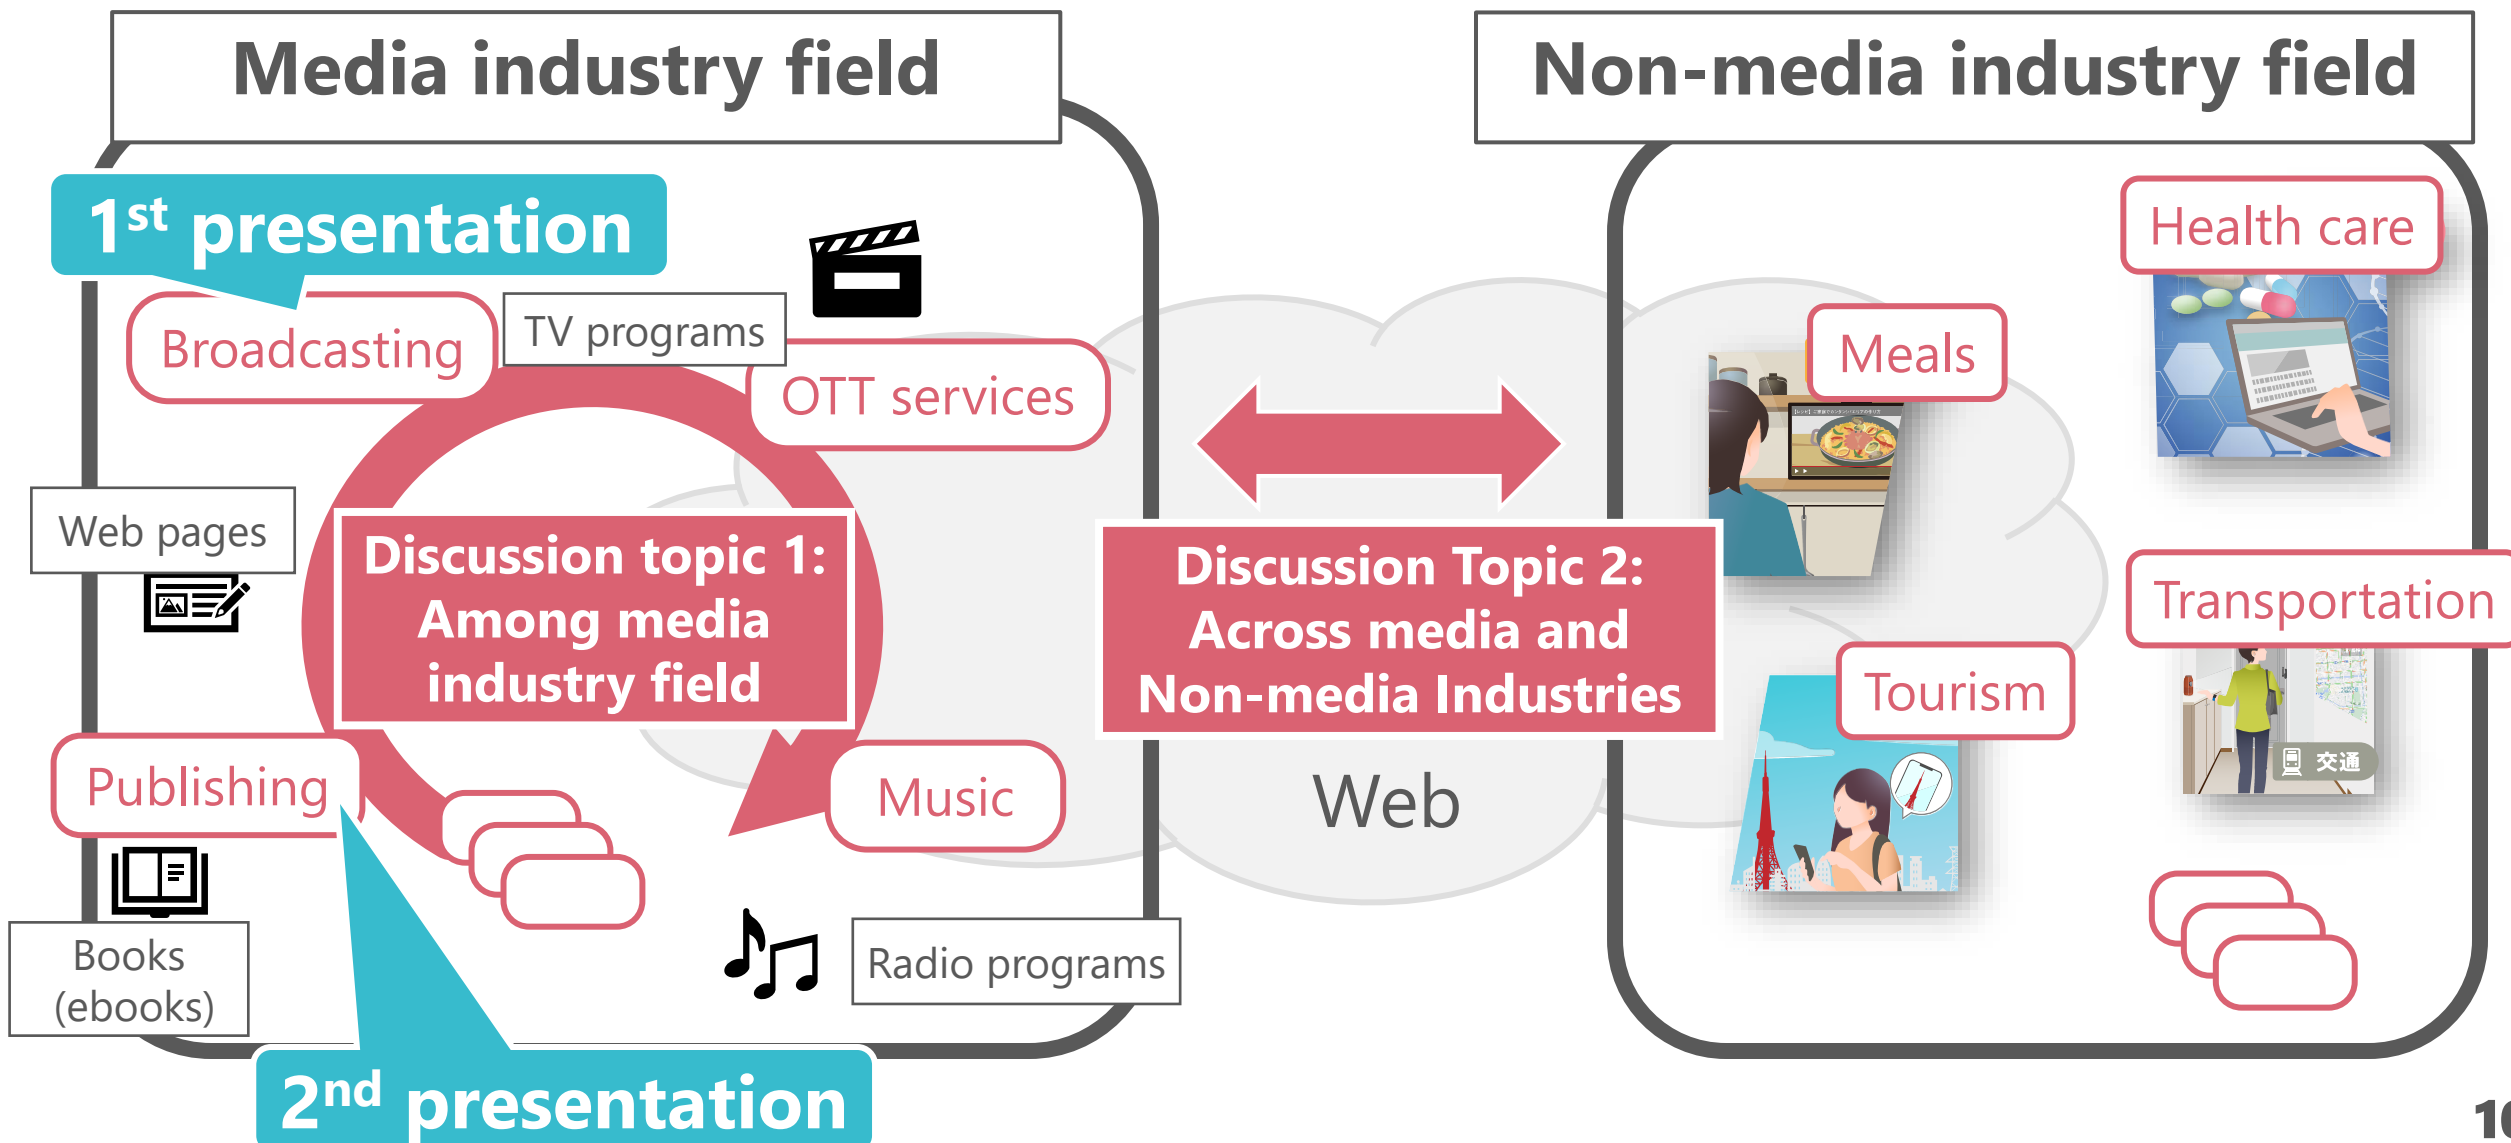 Media industry field
Non-media industry field
1st presentation
Health care
Broadcasting
TV programs
OTT services
Meals
Web pages
Discussion topic 1:
Among media
industry field
Discussion Topic 2:
Across media and
Non-media Industries
Transportation
Tourism
交通
Publishing
Music
Web
Books
(ebooks)
Radio programs
2nd presentation